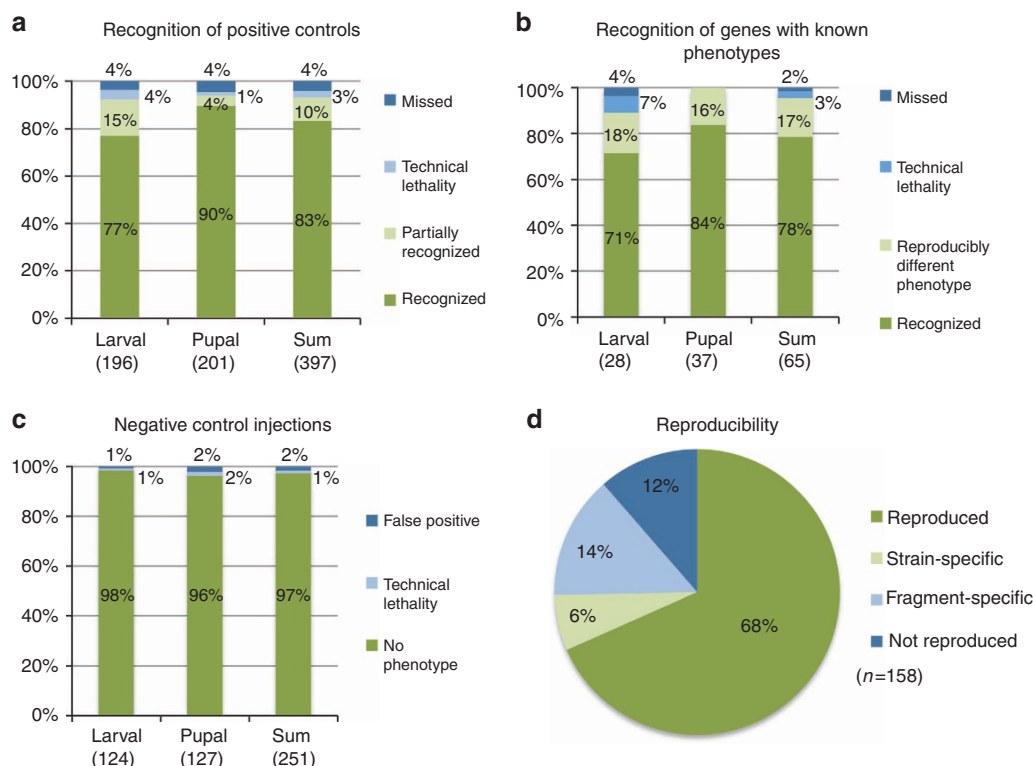 a
Recognition of positive controls
4% 4% 4%
100%
80%
60%
40%
20%
0%
4% 1% 3%
15% 4% 10%
77% 90% 83%
Missed
Technical
lethality
Partially
recognized
Recognized
Larval Pupal Sum
(196) (201) (397)
b
Recognition of genes with known
phenotypes
4% 2%
100%
80%
60%
40%
20%
0%
7% 3%
18% 16% 17%
71% 84% 78%
Missed
Technical
lethality
Reproducibly
different
phenotype
Recognized
Larval Pupal Sum
(28) (37) (65)
c
Negative control injections
1% 2% 2%
100%
80%
60%
40%
20%
0%
1% 2% 1%
98% 96% 97%
False positive
Technical
lethality
No
phenotype
Larval Pupal Sum
(124) (127) (251)
d
Reproducibility
12%
14%
6%
68%
Reproduced
Strain-specific
Fragment-specific
Not reproduced
(n=158)